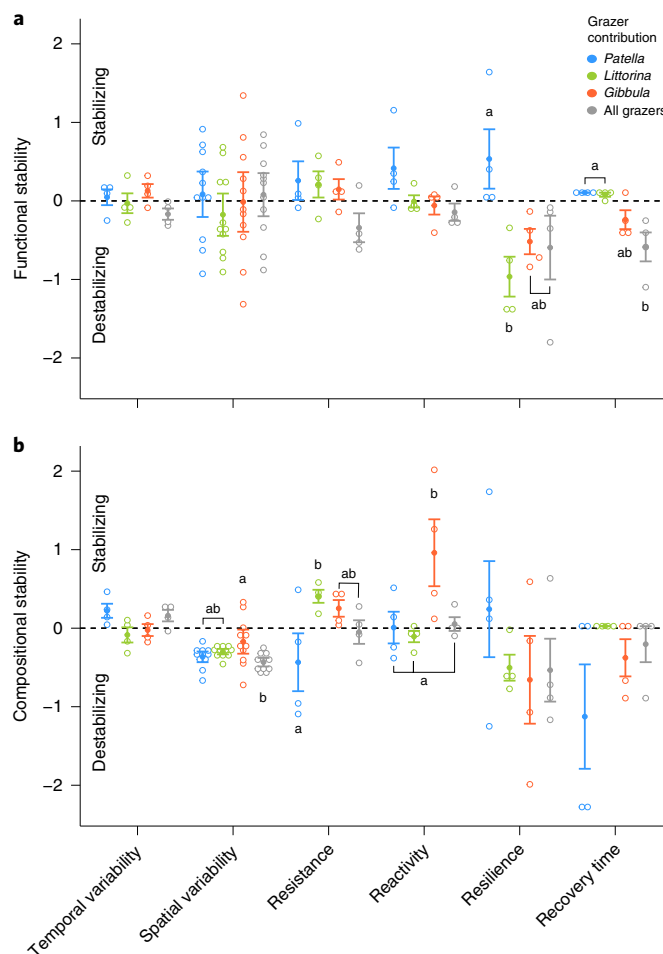 a
Grazer
contribution
Patella
Littorina
Gibbula
All grazers
Functional stability
Stabilizing
Destabilizing
2
1
0
−1
−2
a
a
b
ab
ab
b
b
Compositional stability
Stabilizing
Destabilizing
2
1
0
−1
−2
ab
a
b
b
ab
a
b
a
Temporal variability
Spatial variability
Resistance
Reactivity
Resilience
Recovery time